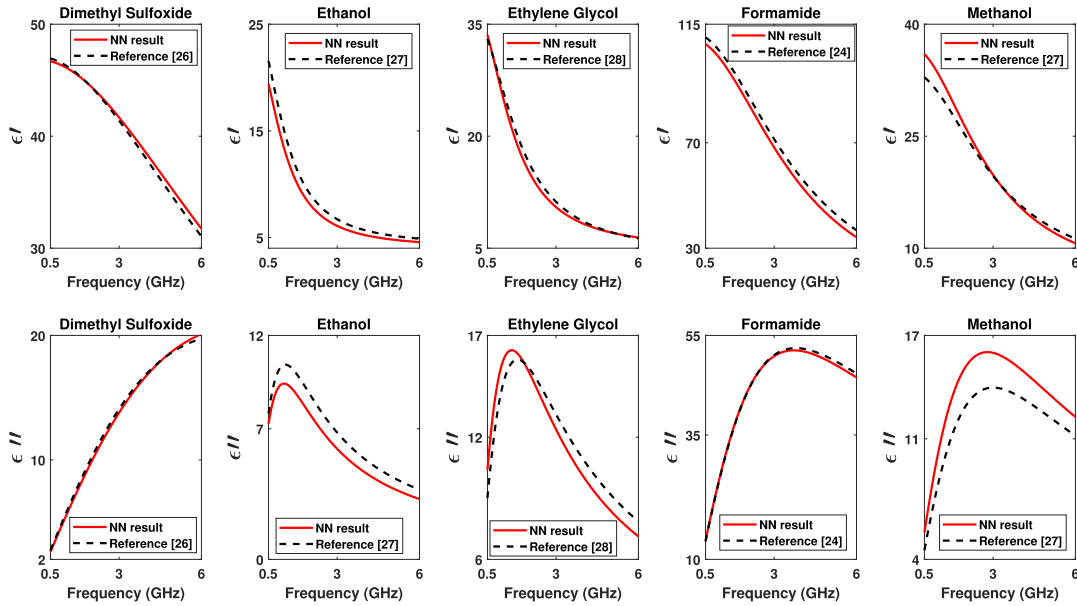 Dimethyl Sulfoxide
50
40
30
0.5 3 6
Frequency (GHz)
ϵ′
NN result
Reference [26]
Ethanol
25
15
5
0.5 3 6
Frequency (GHz)
ϵ′
NN result
Reference [27]
Ethylene Glycol
35
20
5
0.5 3 6
Frequency (GHz)
ϵ′
NN result
Reference [28]
Formamide
115
70
30
0.5 3 6
Frequency (GHz)
ϵ′
NN result
Reference [24]
Methanol
40
25
10
0.5 3 6
Frequency (GHz)
ϵ′
NN result
Reference [27]
Dimethyl Sulfoxide
20
10
2
0.5 3 6
Frequency (GHz)
ϵ′′
NN result
Reference [26]
Ethanol
12
7
0
0.5 3 6
Frequency (GHz)
ϵ′′
NN result
Reference [27]
Ethylene Glycol
17
12
6
0.5 3 6
Frequency (GHz)
ϵ′′
NN result
Reference [28]
Formamide
55
35
10
0.5 3 6
Frequency (GHz)
ϵ′′
NN result
Reference [24]
Methanol
17
11
4
0.5 3 6
Frequency (GHz)
ϵ′′
NN result
Reference [27]